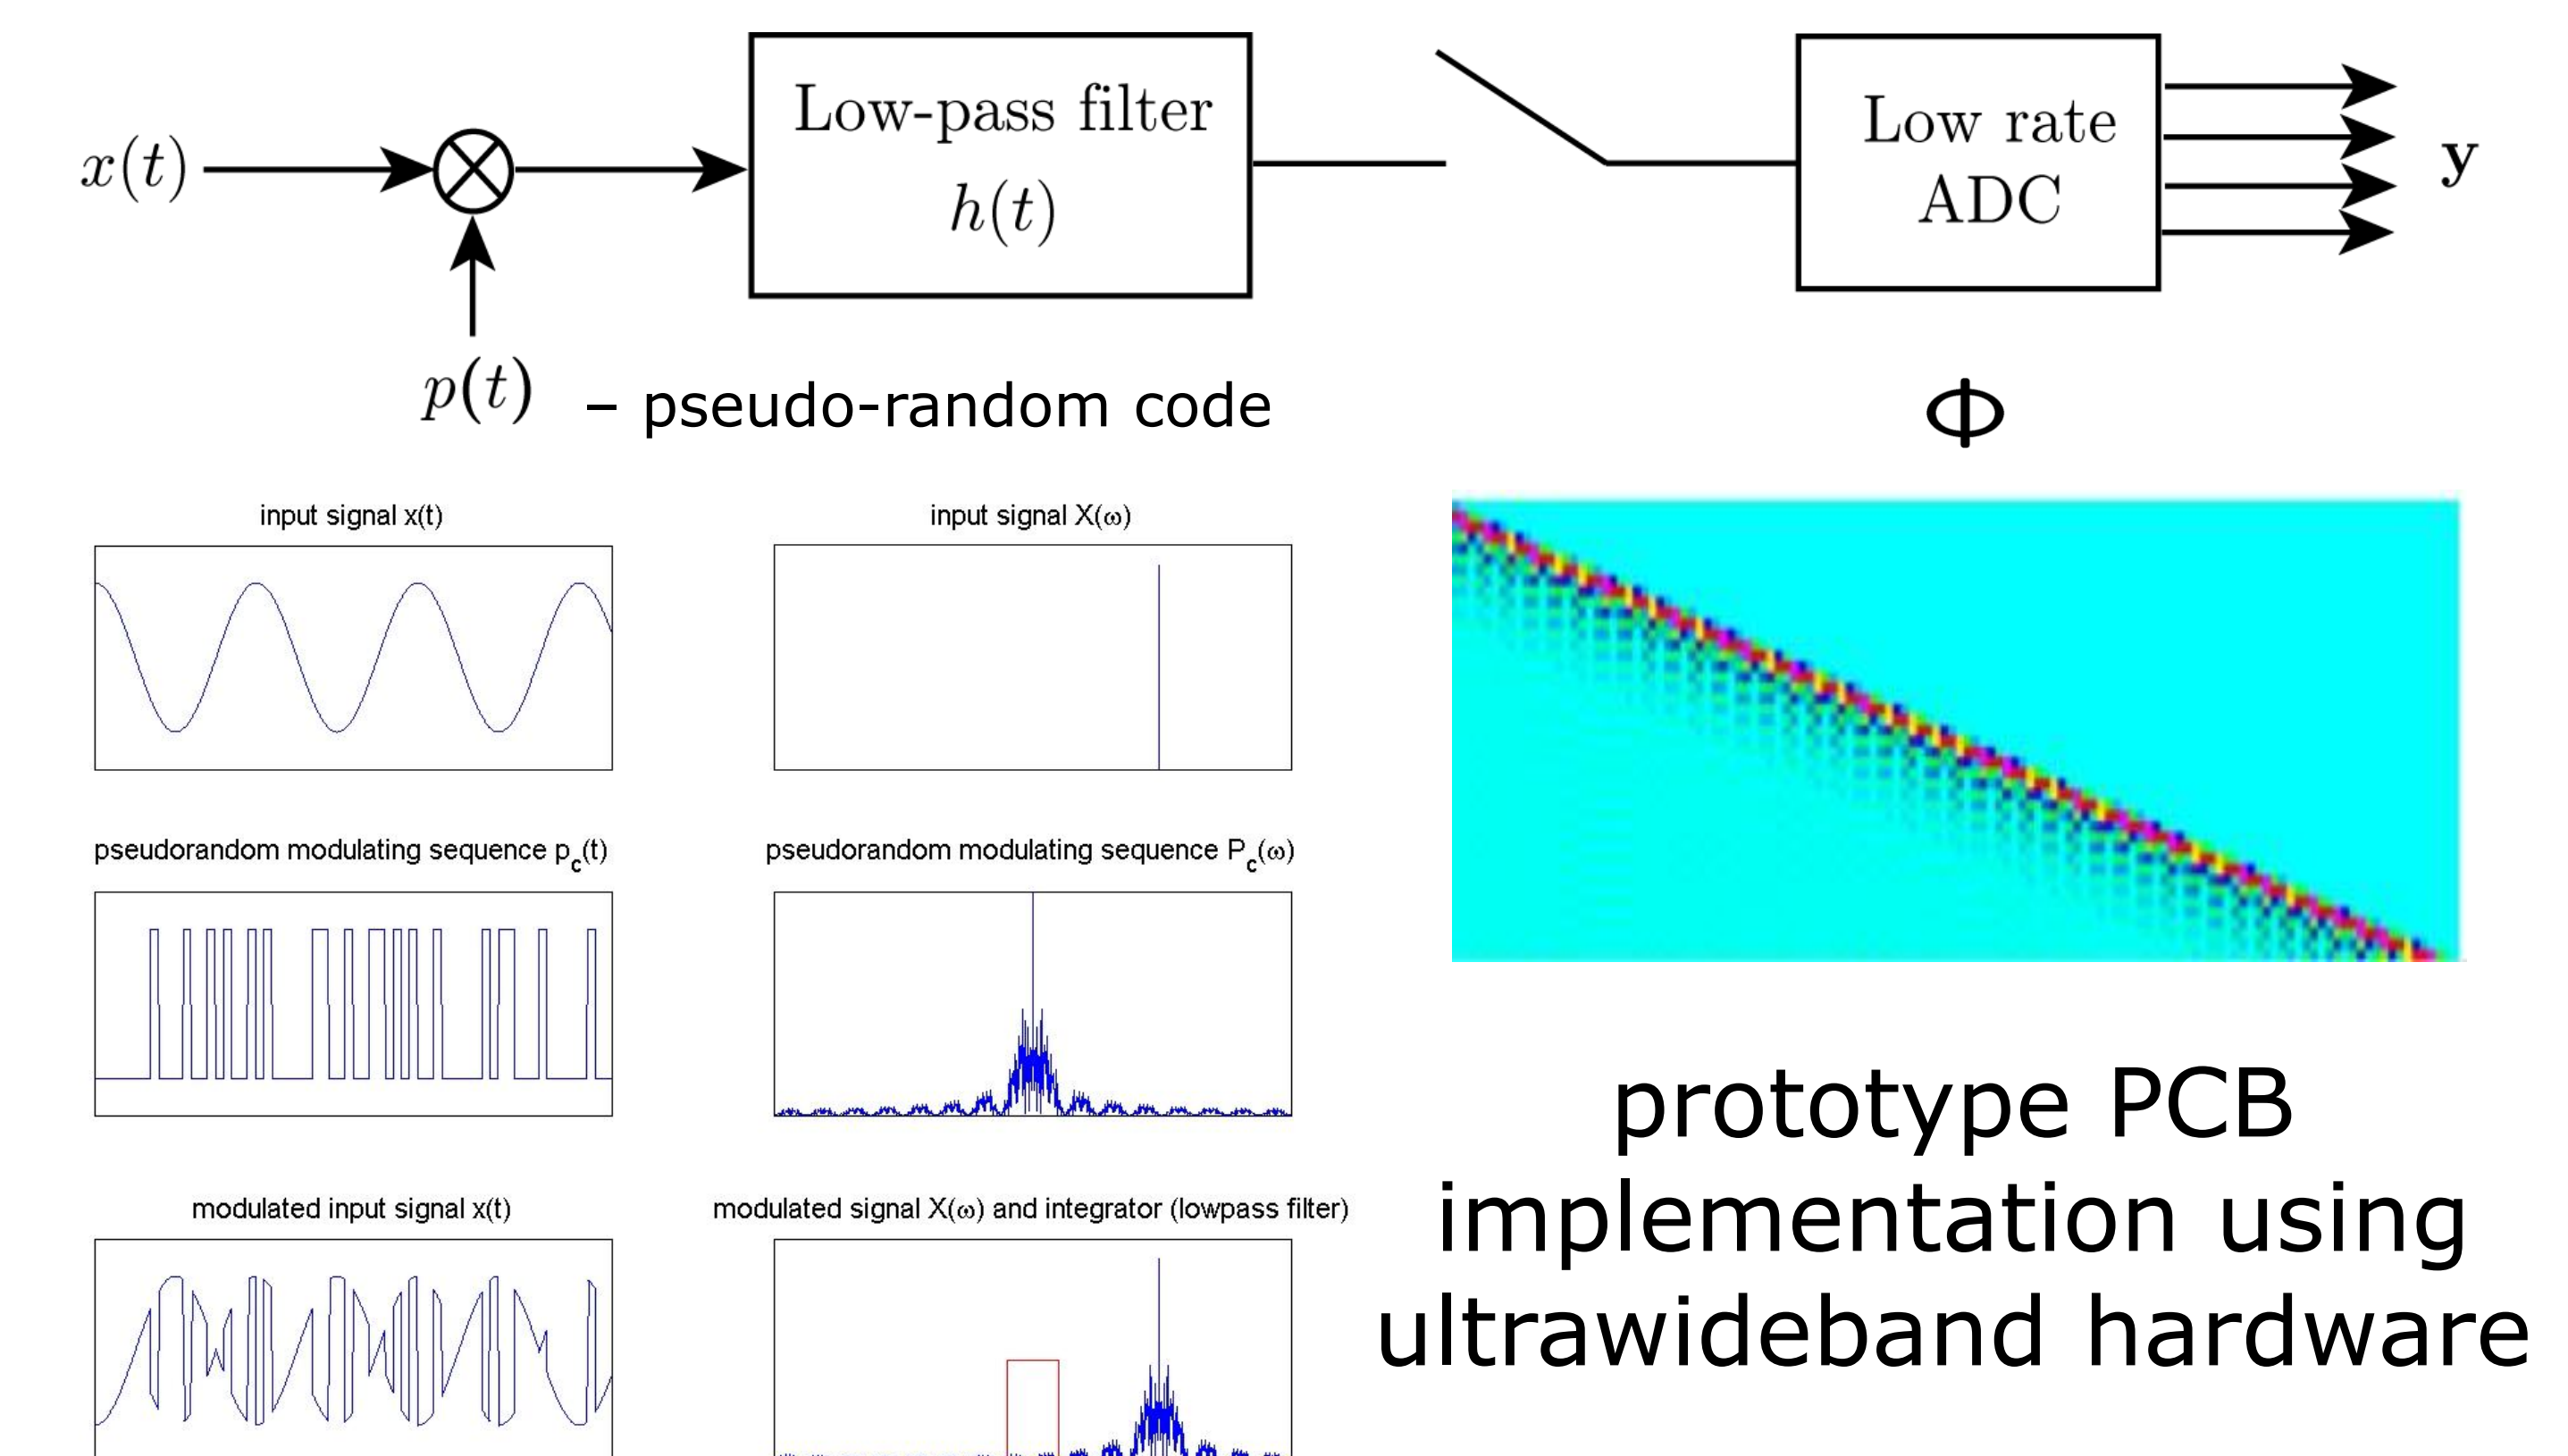 x(t)
Low-pass filter
h(t)
Low rate
ADC
y
p(t) – pseudo-random code
Φ
input signal x(t)
input signal X(ω)
pseudorandom modulating sequence p_c(t)
pseudorandom modulating sequence P_c(ω)
modulated input signal x(t)
modulated signal X(ω) and integrator (lowpass filter)
prototype PCB
implementation using
ultrawideband hardware